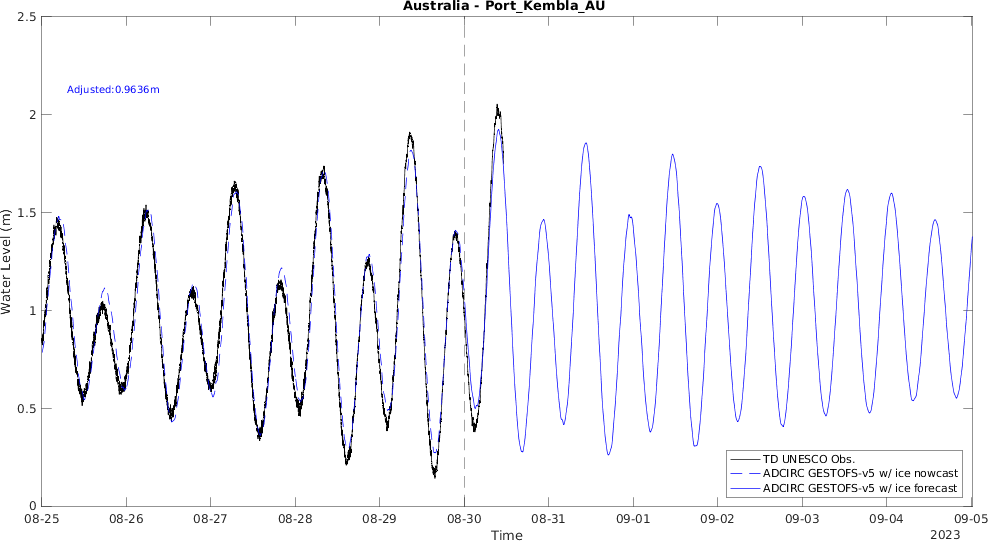 Australia - Port_Kembla_AU
2.5
Adjusted:0.9636m
2
1.5
Water Level (m)
1
0.5
TD UNESCO Obs.
ADCIRC GESTOFS-v5 w/ ice nowcast
ADCIRC GESTOFS-v5 w/ ice forecast
0
08-25 08-26 08-27 08-28 08-29 08-30 08-31 09-01 09-02 09-03 09-04 09-05
Time
2023